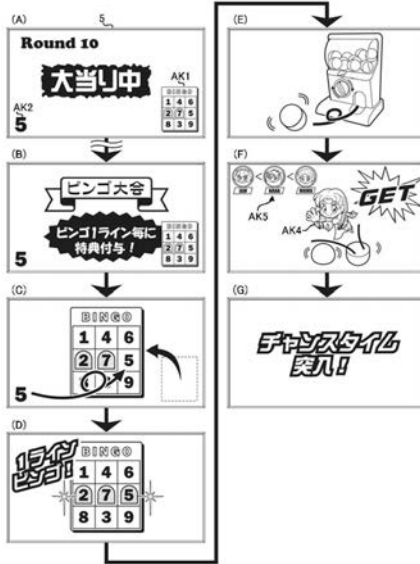 (A)
5
Round 10
大当り中
AK1
BINGO
1 4 6
2 7 5
8 3 9
AK2
5
(B)
ビンゴ大会
ビンゴ1ライン毎に
特典付与！
BINGO
1 4 6
2 7 5
8 3 9
5
(C)
BINGO
1 4 6
2 7 5
9
5
(D)
1ライン
ビンゴ！
BINGO
1 4 6
2 7 5
8 3 9
(E)
(F)
GET
AK5
AK4
(G)
チャンスタイム
突入！